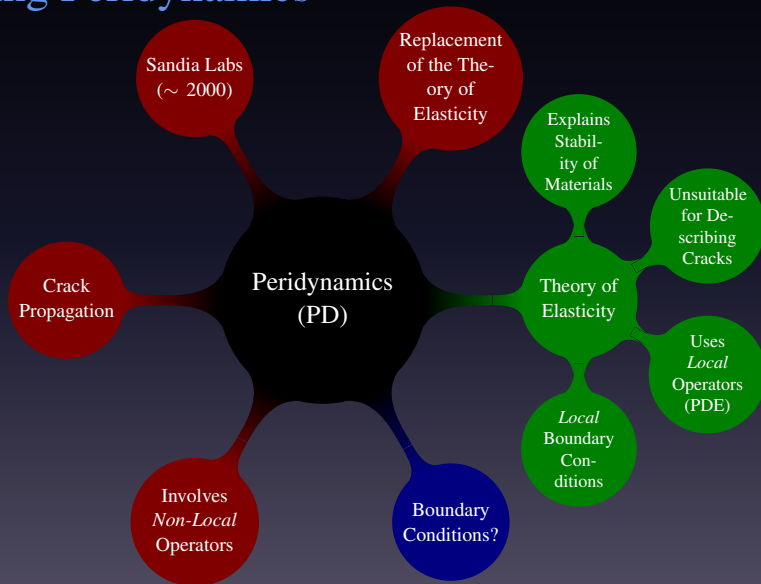 Peridynamics
Sandia Labs
(∼ 2000)
Replacement
of the The-
ory of
Elasticity
Explains
Stabil-
ity of
Materials
Unsuitable
for De-
scribing
Cracks
Crack
Propagation
Peridynamics
(PD)
Theory of
Elasticity
Uses
Local
Operators
(PDE)
Local
Boundary
Con-
ditions
Involves
Non-Local
Operators
Boundary
Conditions?